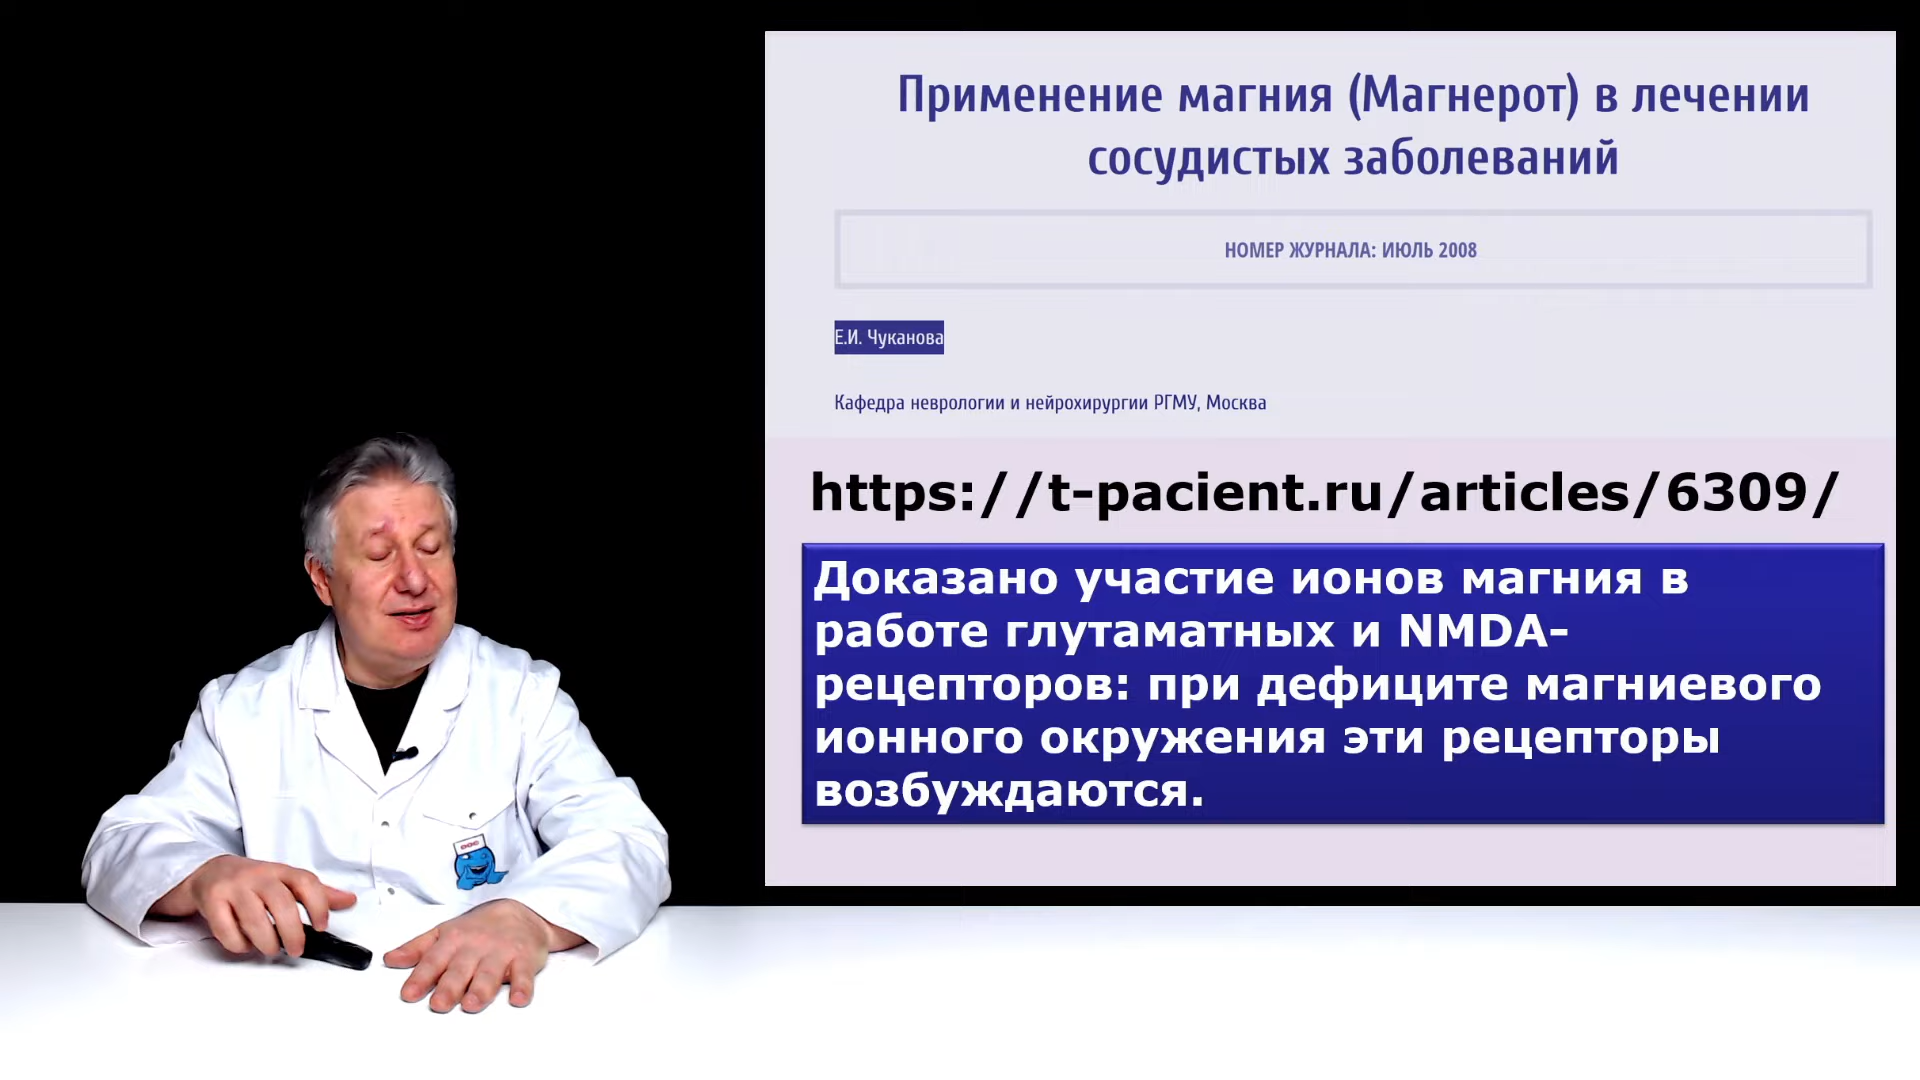 Применение магния (Магнерот) в лечении
сосудистых заболеваний
НОМЕР ЖУРНАЛА: ИЮЛЬ 2008
Е.И. Чуканова
Кафедра неврологии и нейрохирургии РГМУ, Москва
https://t-pacient.ru/articles/6309/
Доказано участие ионов магния в
работе глутаматных и NMDA-
рецепторов: при дефиците магниевого
ионного окружения эти рецепторы
возбуждаются.